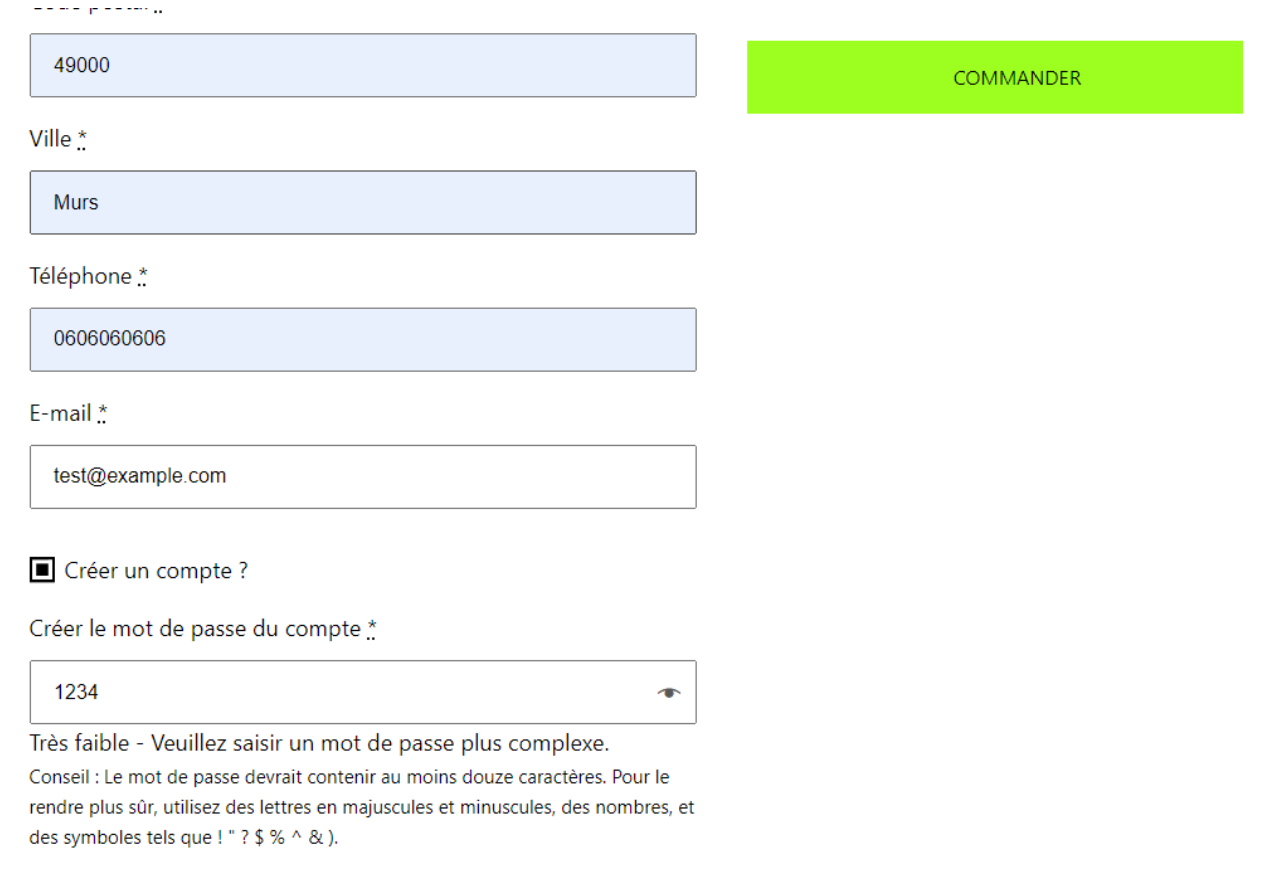 49000
COMMANDER
Ville *
Murs
Téléphone *
0606060606
E-mail *
test@example.com
Créer un compte ?
Créer le mot de passe du compte *
1234
Très faible - Veuillez saisir un mot de passe plus complexe.
Conseil : Le mot de passe devrait contenir au moins douze caractères. Pour le
rendre plus sûr, utilisez des lettres en majuscules et minuscules, des nombres, et
des symboles tels que ! " ? $ % ^ & ).